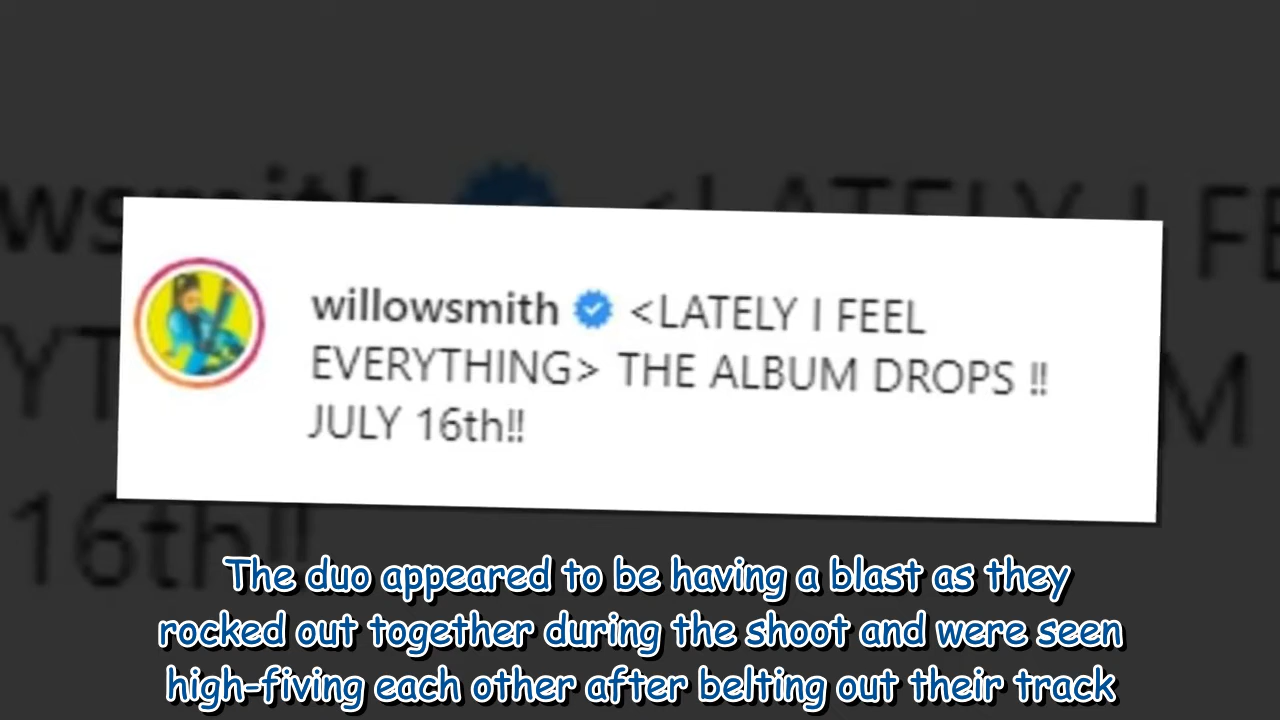 willowsmith <LATELY I FEEL
EVERYTHING> THE ALBUM DROPS !!
JULY 16th!!
The duo appeared to be having a blast as they
rocked out together during the shoot and were seen
high-fiving each other after belting out their track